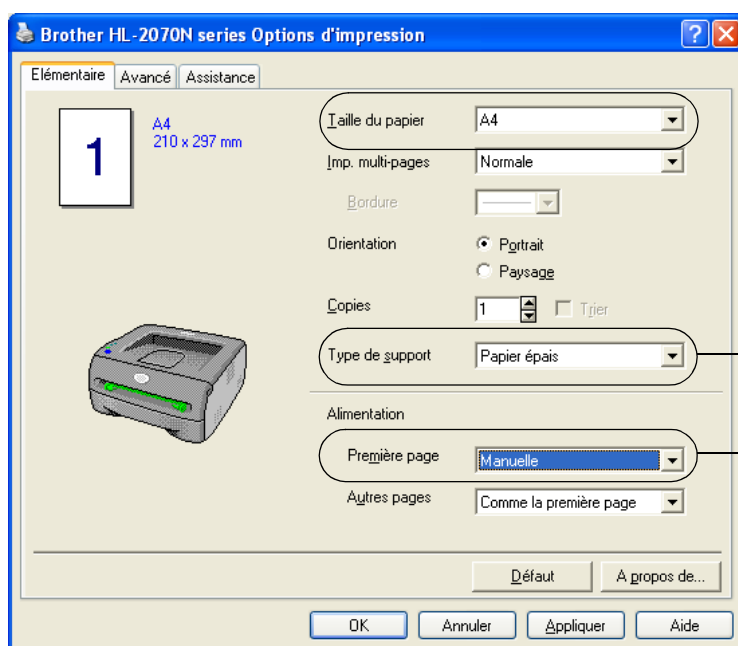 Brother HL-2070N series Options d'impression
Elémentaire Avancé Assistance
1
A4
210 x 297 mm
Taille du papier A4
Imp. multi-pages Normale
Bordure
Orientation Portrait
Paysage
Copies 1 Trier
Type de support Papier épais
Alimentation
Première page Manuelle
Autres pages Comme la première page
Défaut A propos de...
OK Annuler Appliquer Aide